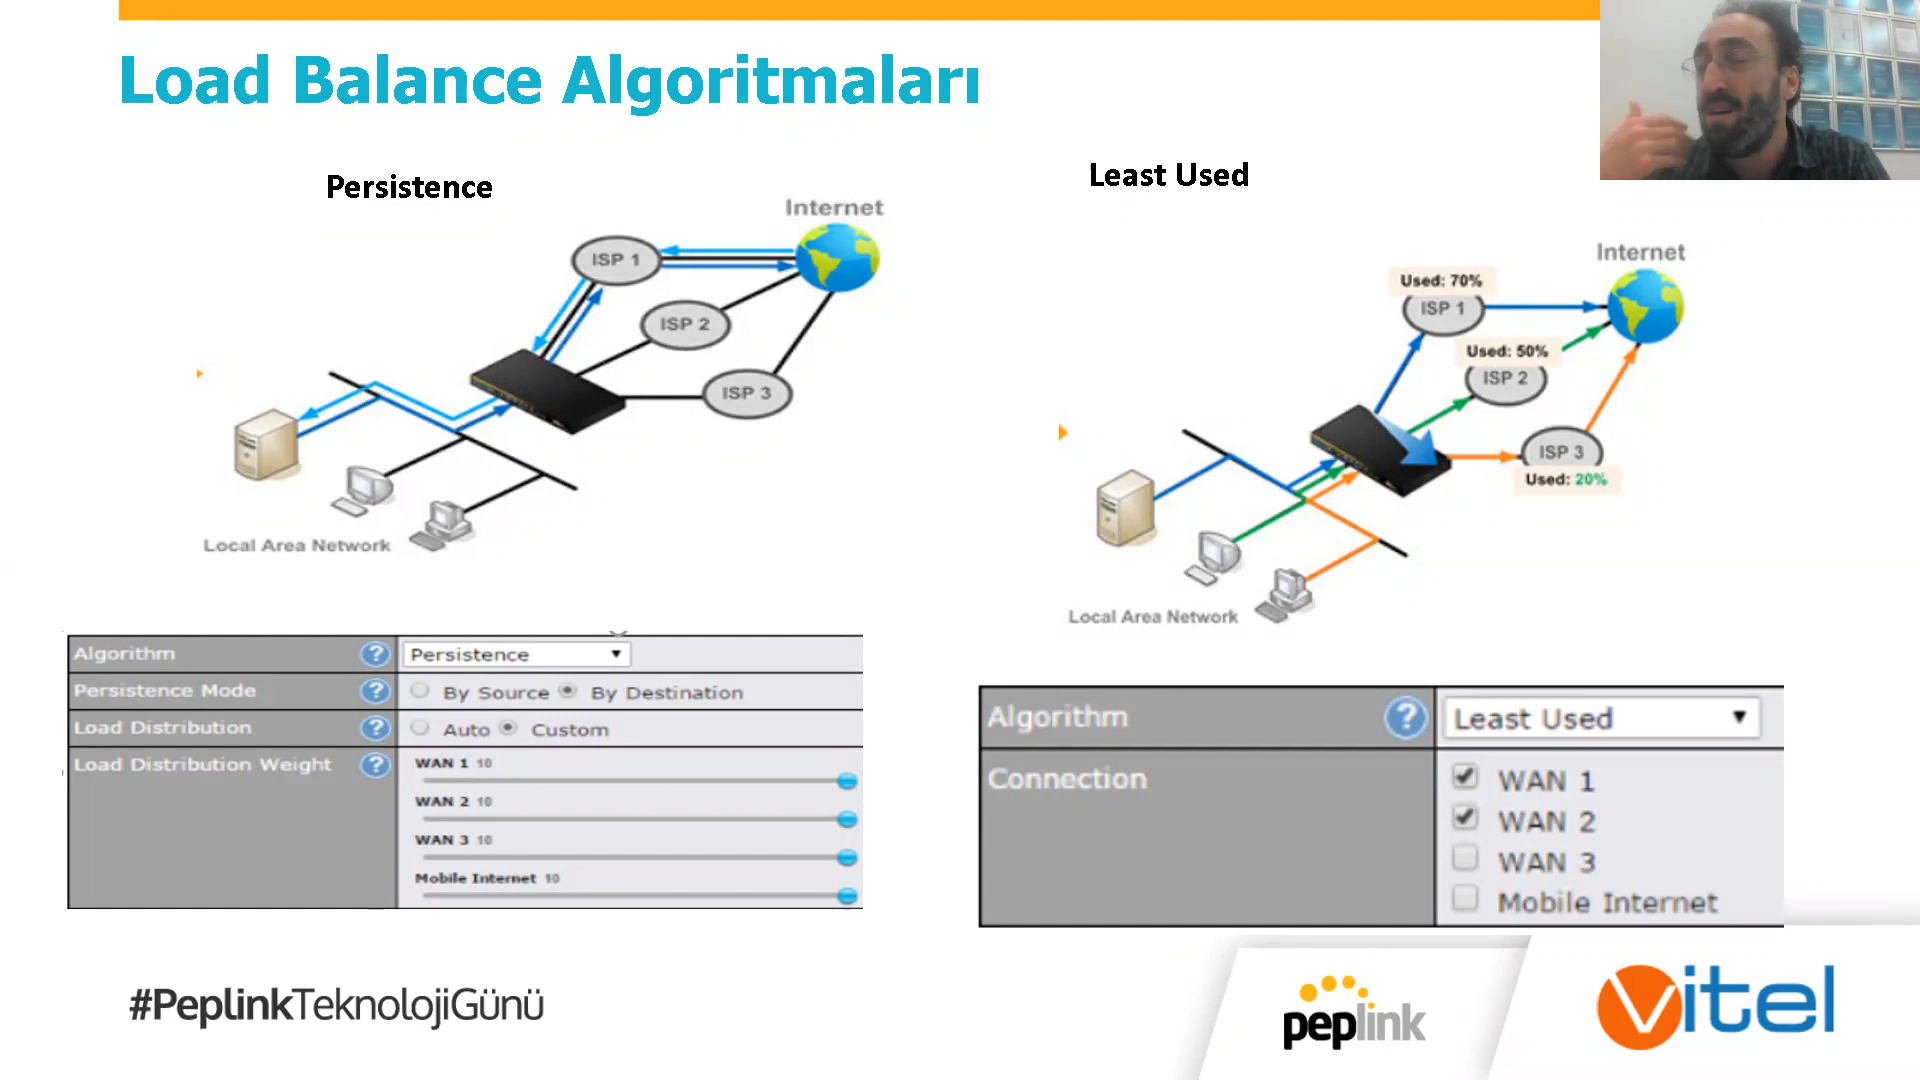 Load Balance Algoritmaları
Persistence
Internet
ISP 1
ISP 2
ISP 3
Local Area Network
Least Used
Internet
Used: 70%
ISP 1
Used: 50%
ISP 2
ISP 3
Used: 20%
Local Area Network
Algorithm ? Persistence
Persistence Mode ? By Source By Destination
Load Distribution ? Auto Custom
Load Distribution Weight ? WAN 1 10
WAN 2 10
WAN 3 10
Mobile Internet 10
Algorithm ? Least Used
Connection WAN 1
WAN 2
WAN 3
Mobile Internet
#PeplinkTeknolojiGünü
peplink
vitel